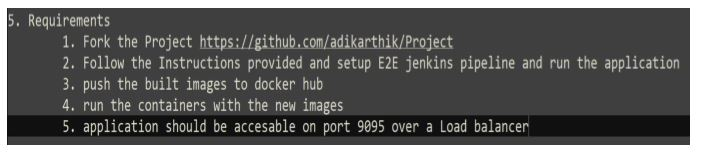 5. Requirements
1. Fork the Project https://github.com/adikarthik/Project
2. Follow the Instructions provided and setup E2E jenkins pipeline and run the application
3. push the built images to docker hub
4. run the containers with the new images
5. application should be accesable on port 9095 over a Load balancer